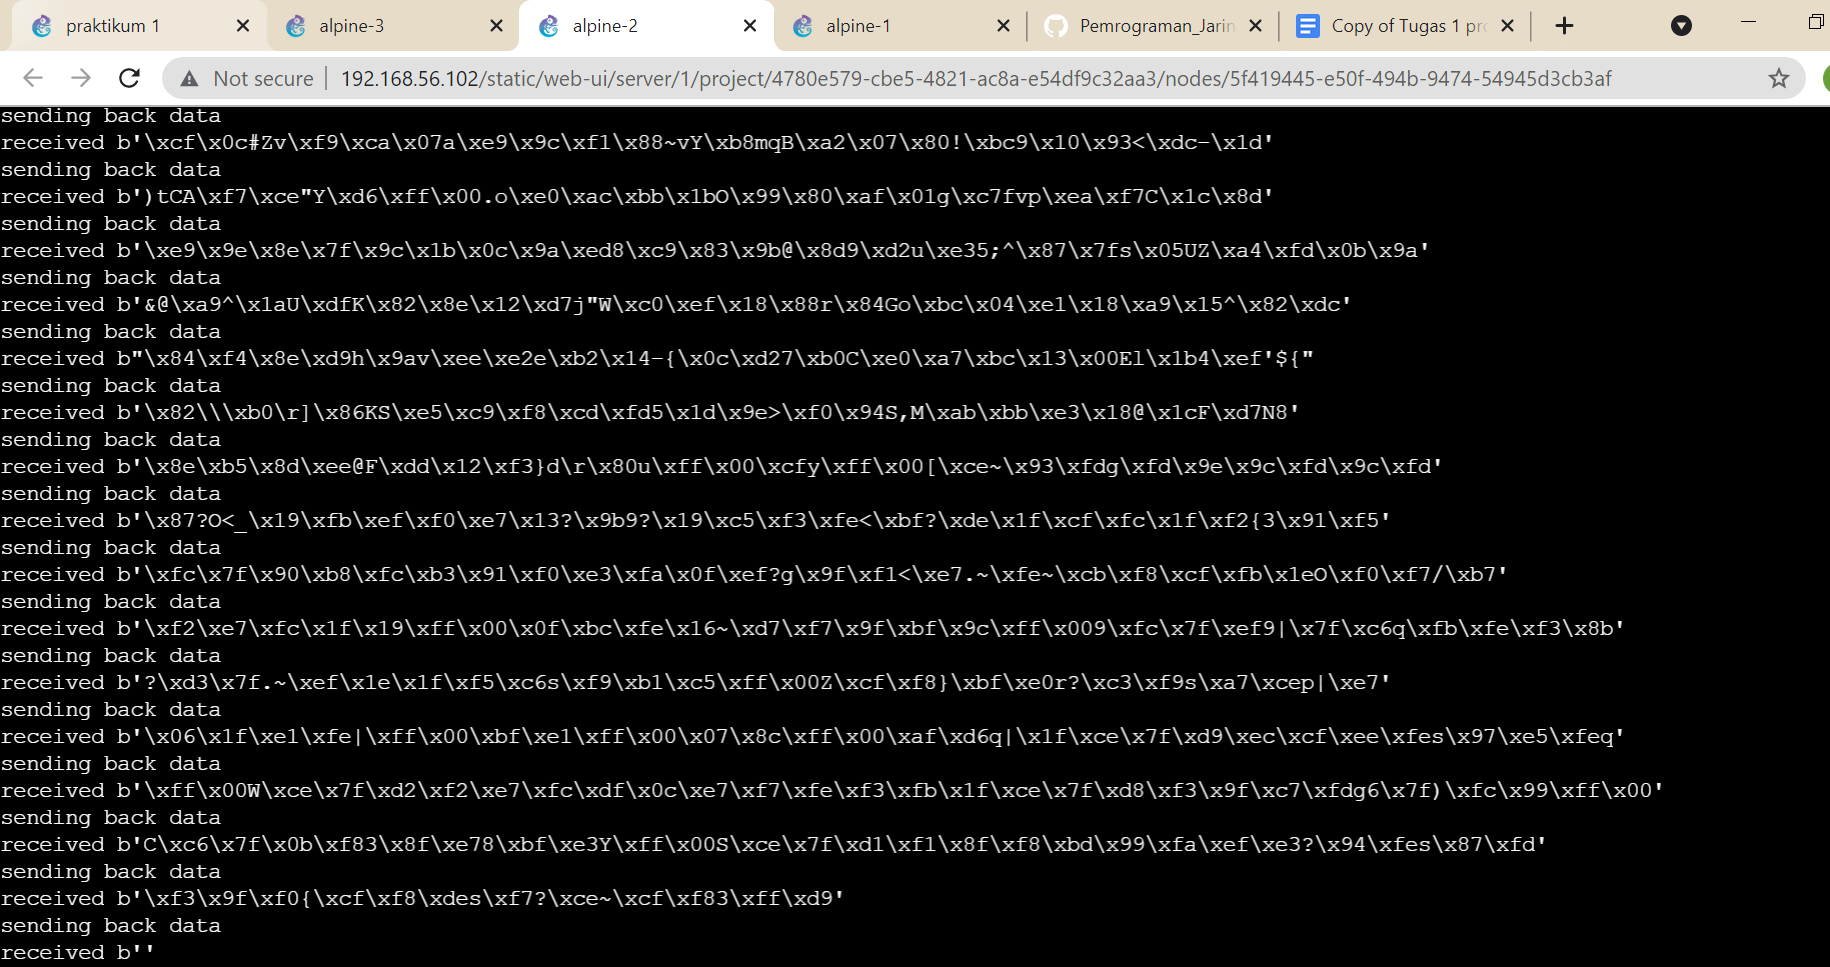 praktikum 1
alpine-3
alpine-2
alpine-1
Pemrograman_Jarin
Copy of Tugas 1 pro
Not secure
192.168.56.102/static/web-ui/server/1/project/4780e579-cbe5-4821-ac8a-e54df9c32aa3/nodes/5f419445-e50f-494b-9474-54945d3cb3af
sending back data
received b'\xcf\x0c#Zv\xf9\xca\x07a\xe9\x9c\xf1\x88~vY\xb8mqB\xa2\x07\x80!\xbc9\x10\x93<\xdc-\x1d'
sending back data
received b')tCA\xf7\xce"Y\xd6\xff\x00.o\xe0\xac\xbb\x1bO\x99\x80\xaf\x01g\xc7fvp\xea\xf7C\x1c\x8d'
sending back data
received b'\xe9\x9e\x8e\x7f\x9c\x1b\x0c\x9a\xed8\xc9\x83\x9b@\x8d9\xd2u\xe35;^\x87\x7fs\x05UZ\xa4\xfd\x0b\x9a'
sending back data
received b'&@\xa9^\x1aU\xdfK\x82\x8e\x12\xd7j"W\xc0\xef\x18\x88r\x84Go\xbc\x04\xe1\x18\xa9\x15^\x82\xdc'
sending back data
received b"\x84\xf4\x8e\xd9h\x9av\xee\xe2e\xb2\x14-{\x0c\xd27\xb0C\xe0\xa7\xbc\x13\x00El\x1b4\xef'${"
sending back data
received b'\x82\\\xb0\r]\x86KS\xe5\xc9\xf8\xcd\xfd5\x1d\x9e>\xf0\x94S,M\xab\xbb\xe3\x18@\x1cF\xd7N8'
sending back data
received b'\x8e\xb5\x8d\xee@F\xdd\x12\xf3}d\r\x80u\xff\x00\xcfy\xff\x00[\xce~\x93\xfdg\xfd\x9e\x9c\xfd\x9c\xfd'
sending back data
received b'\x87?O<_\x19\xfb\xef\xf0\xe7\x13?\x9b9?\x19\xc5\xf3\xfe<\xbf?\xde\x1f\xcf\xfc\x1f\xf2{3\x91\xf5'
sending back data
received b'\xfc\x7f\x90\xb8\xfc\xb3\x91\xf0\xe3\xfa\x0f\xef?g\x9f\xf1<\xe7.~\xfe~\xcb\xf8\xcf\xfb\x1eO\xf0\xf7/\xb7'
sending back data
received b'\xf2\xe7\xfc\x1f\x19\xff\x00\x0f\xbc\xfe\x16~\xd7\xf7\x9f\xbf\x9c\xff\x009\xfc\x7f\xef9|\x7f\xc6q\xfb\xfe\xf3\x8b'
sending back data
received b'?\xd3\x7f.~\xef\x1e\x1f\xf5\xc6s\xf9\xb1\xc5\xff\x00Z\xcf\xf8}\xbf\xe0r?\xc3\xf9s\xa7\xcep|\xe7'
sending back data
received b'\x06\x1f\xe1\xfe|\xff\x00\xbf\xe1\xff\x00\x07\x8c\xff\x00\xaf\xd6q|\x1f\xce\x7f\xd9\xec\xcf\xee\xfes\x97\xe5\xfeq'
sending back data
received b'\xff\x00W\xce\x7f\xd2\xf2\xe7\xfc\xdf\x0c\xe7\xf7\xfe\xf3\xfb\x1f\xce\x7f\xd8\xf3\x9f\xc7\xfdg6\x7f)\xfc\x99\xff\x00'
sending back data
received b'C\xc6\x7f\x0b\xf83\x8f\xe78\xbf\xe3Y\xff\x00S\xce\x7f\xd1\xf1\x8f\xf8\xbd\x99\xfa\xef\xe3?\x94\xfes\x87\xfd'
sending back data
received b'\xf3\x9f\xf0{\xcf\xf8\xdes\xf7?\xce~\xcf\xf83\xff\xd9'
sending back data
received b''